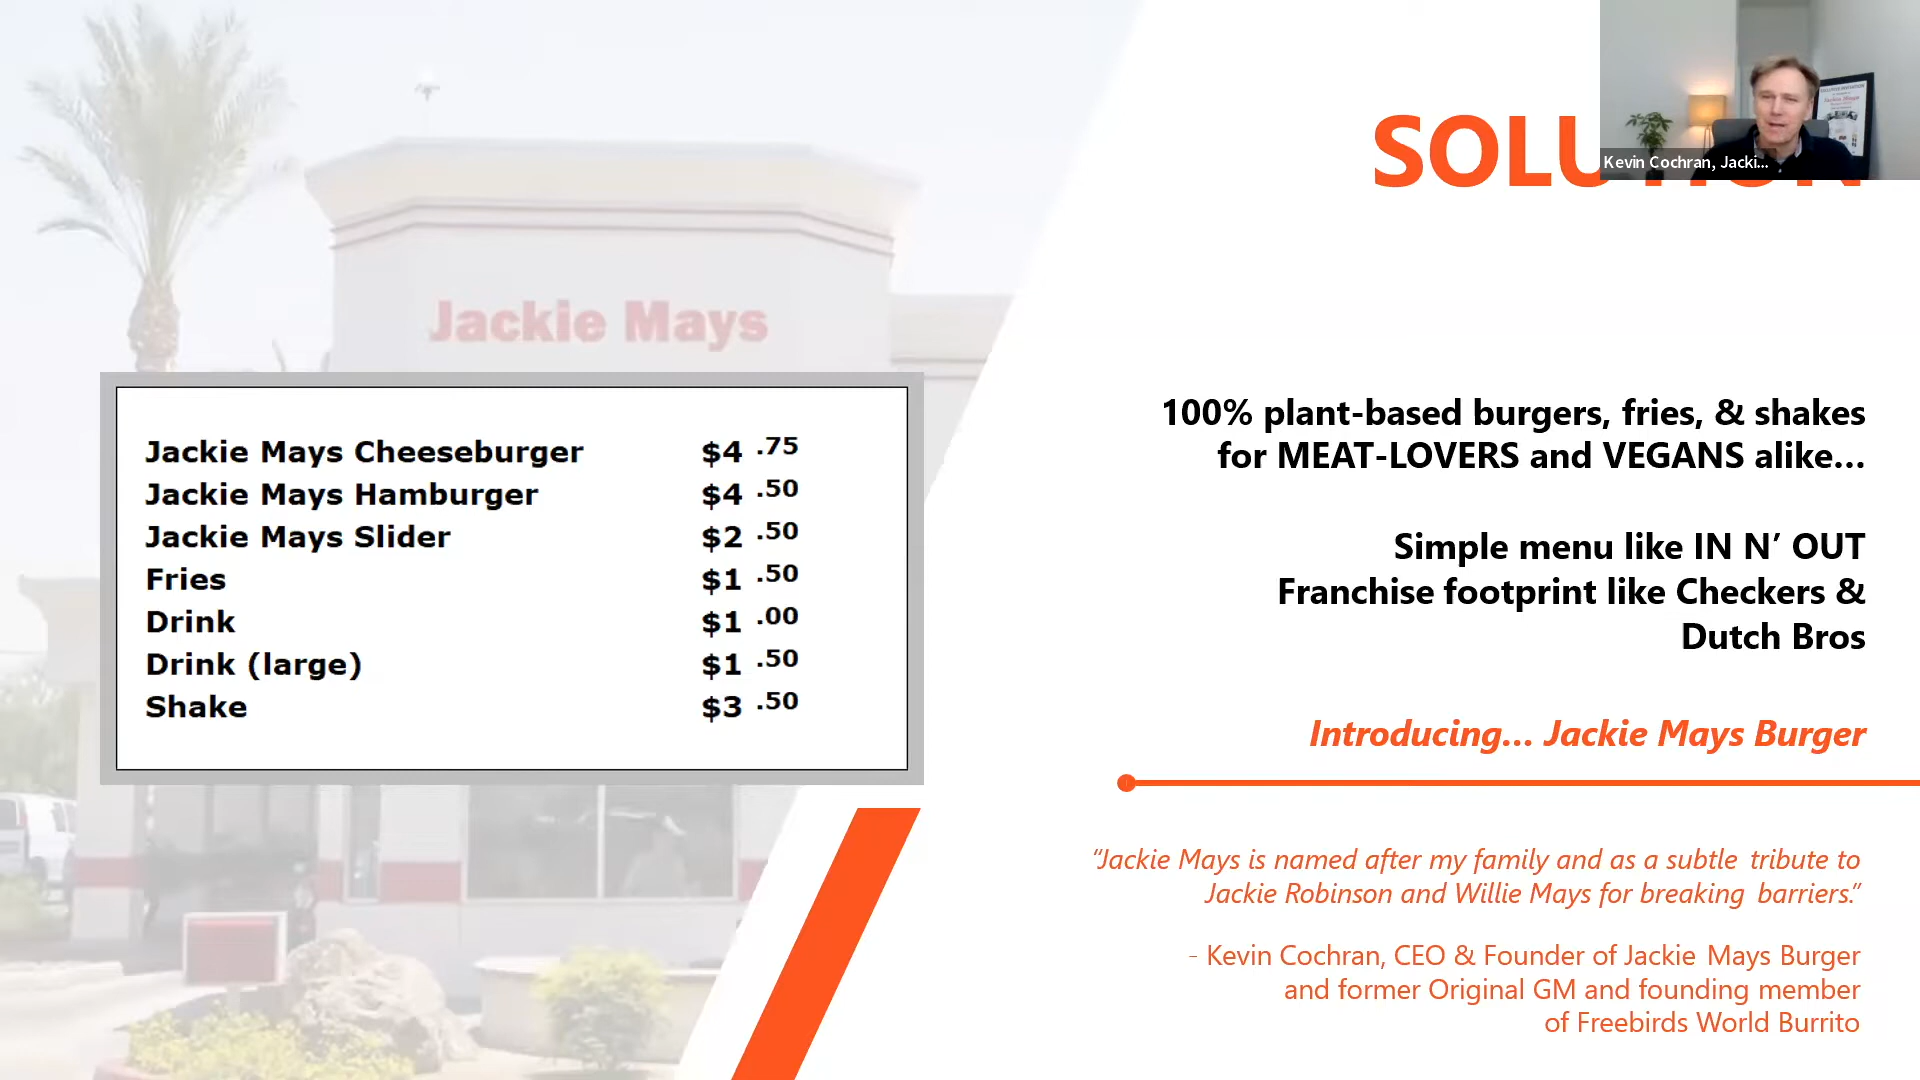 SOLUTION
Kevin Cochran, Jacki...
Jackie Mays
Jackie Mays Cheeseburger $4 .75
Jackie Mays Hamburger $4 .50
Jackie Mays Slider $2 .50
Fries $1 .50
Drink $1 .00
Drink (large) $1 .50
Shake $3 .50
100% plant-based burgers, fries, & shakes
for MEAT-LOVERS and VEGANS alike...
Simple menu like IN N’ OUT
Franchise footprint like Checkers &
Dutch Bros
Introducing... Jackie Mays Burger
“Jackie Mays is named after my family and as a subtle tribute to
Jackie Robinson and Willie Mays for breaking barriers.”
- Kevin Cochran, CEO & Founder of Jackie Mays Burger
and former Original GM and founding member
of Freebirds World Burrito